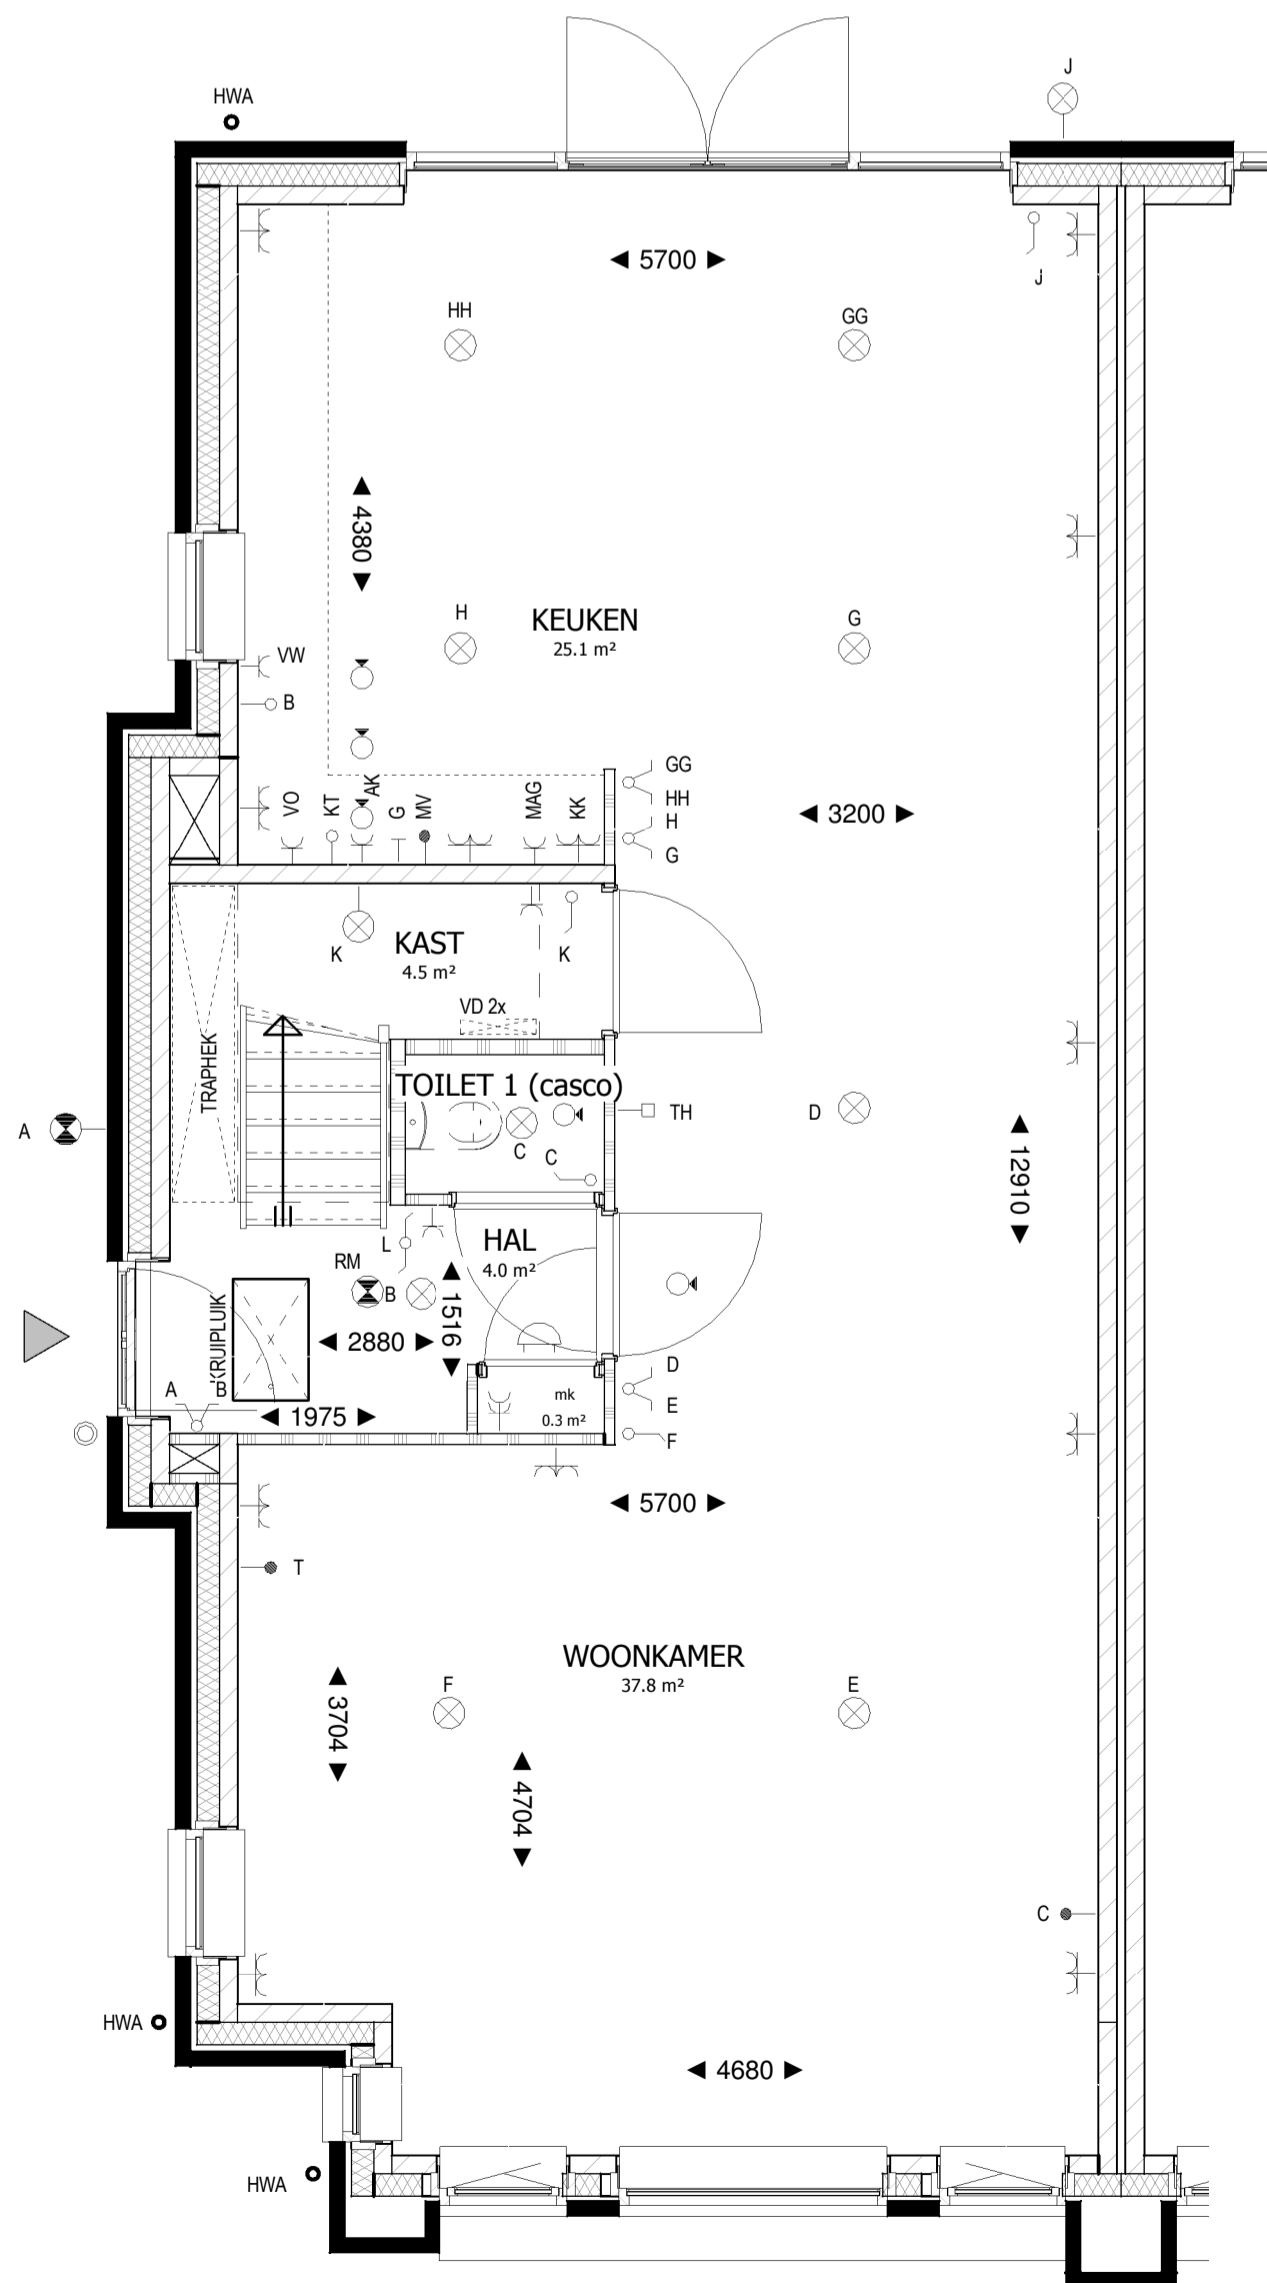 J
HWA
5700
J
HH
GG
4380
H
KEUKEN
25.1 m²
G
VW
B
GG
HH
H
G
VO
KT
AK
G
MV
MAG
KK
3200
K
KAST
4.5 m²
K
VD 2x
TRAPHEK
TOILET 1 (casco)
C
C
TH
D
A
12910
L
HAL
4.0 m²
RM
B
1516
KRUIPLUIK
2880
A
B
1975
mk
0.3 m²
D
E
F
5700
T
WOONKAMER
37.8 m²
F
E
3704
4704
C
HWA
4680
HWA